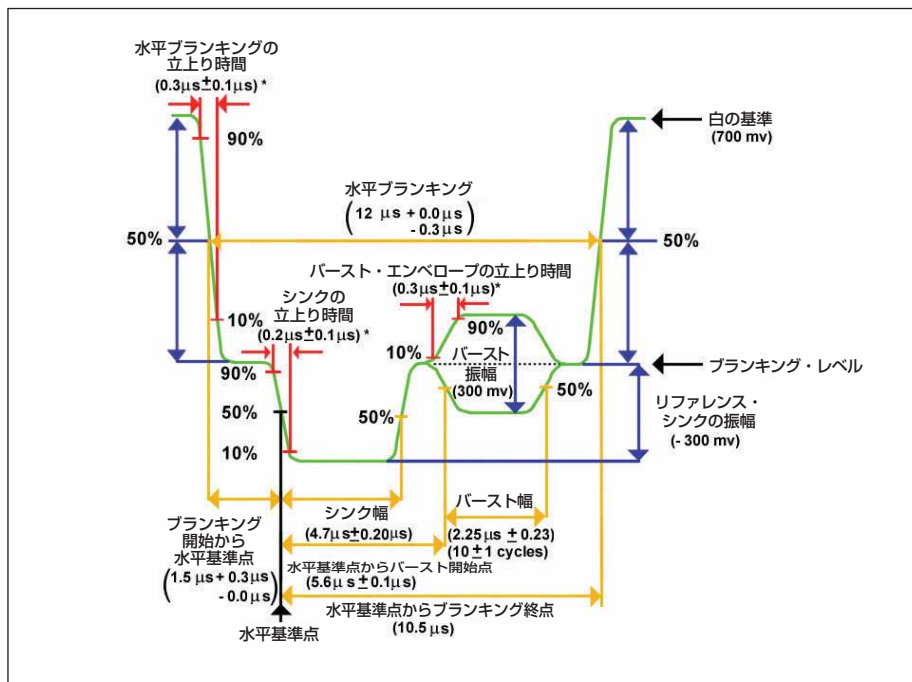 水平ブランキングの
立上り時間
(0.3μs±0.1μs) *
90%
白の基準
(700 mv)
水平ブランキング
(12 μs + 0.0μs
- 0.3μs)
50%
50%
バースト・エンベロープの立上り時間
(0.3μs±0.1μs)*
シンクの
立上り時間
(0.2μs±0.1μs) *
10%
90%
10%
バースト
振幅
(300 mv)
ブランキング・レベル
90%
50%
50%
50%
リファレンス・
シンクの振幅
(- 300 mv)
10%
シンク幅
(4.7μs±0.20μs)
バースト幅
(2.25μs ± 0.23)
(10 ± 1 cycles)
ブランキング
開始から
水平基準点
(1.5 μs + 0.3μs
- 0.0μs)
水平基準点からバースト開始点
(5.6μs ±0.1μs)
水平基準点からブランキング終点
(10.5 μs)
水平基準点